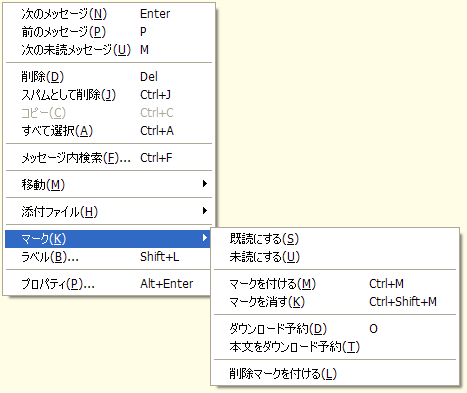 次のメッセージ(N) Enter
前のメッセージ(P) P
次の未読メッセージ(U) M
削除(D) Del
スパムとして削除(J) Ctrl+J
コピー(C) Ctrl+C
すべて選択(A) Ctrl+A
メッセージ内検索(F)... Ctrl+F
移動(M)
添付ファイル(H)
マーク(K)
ラベル(B)... Shift+L
プロパティ(P)... Alt+Enter
既読にする(S)
未読にする(U)
マークを付ける(M) Ctrl+M
マークを消す(K) Ctrl+Shift+M
ダウンロード予約(D) O
本文をダウンロード予約(T)
削除マークを付ける(L)